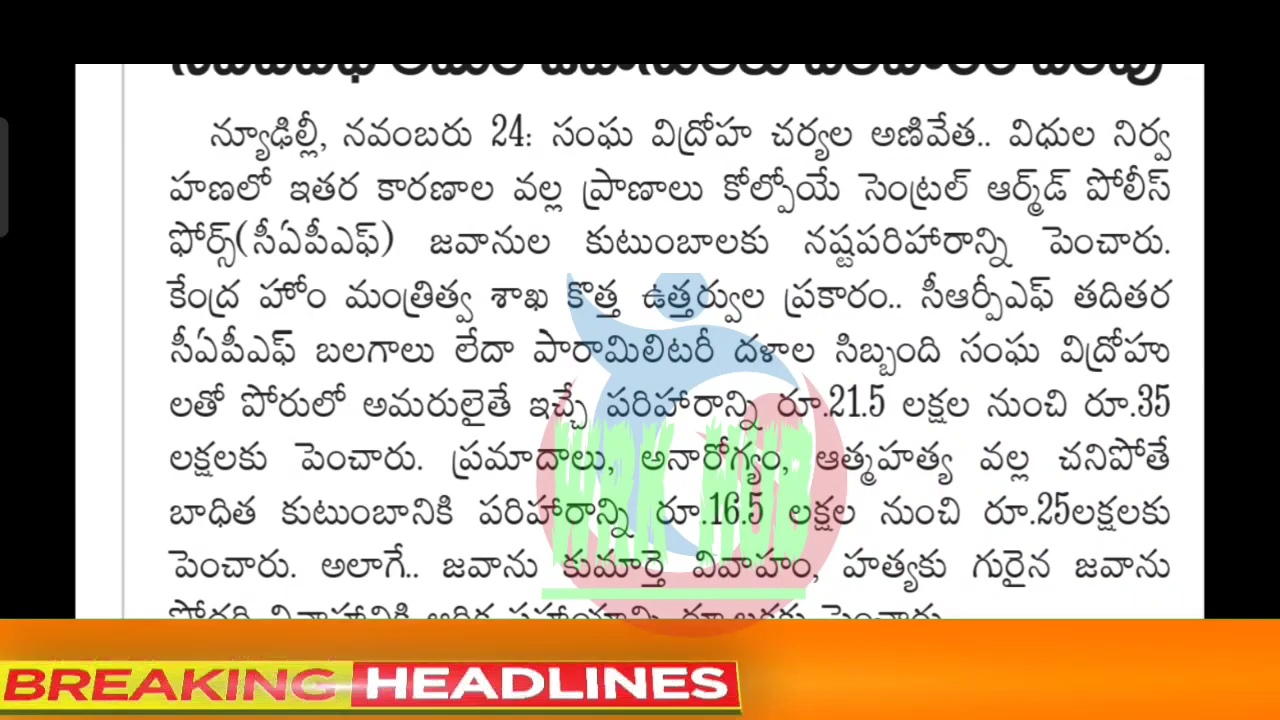 న్యూఢిల్లీ, నవంబరు 24: సంఘ విద్రోహ చర్యల అణివేత.. విధుల నిర్వ
హణలో ఇతర కారణాల వల్ల ప్రాణాలు కోల్పోయే సెంట్రల్ ఆర్మ్‌డ్ పోలీస్
ఫోర్స్(సీఏపీఎఫ్) జవానుల కుటుంబాలకు నష్టపరిహారాన్ని పెంచారు.
కేంద్ర హోం మంత్రిత్వ శాఖ కొత్త ఉత్తర్వుల ప్రకారం.. సీఆర్పీఎఫ్ తదితర
సీఏపీఎఫ్ బలగాలు లేదా పారామిలిటరీ దళాల సిబ్బంది సంఘ విద్రోహు
లతో పోరులో అమరులైతే ఇచ్చే పరిహారాన్ని రూ.21.5 లక్షల నుంచి రూ.35
లక్షలకు పెంచారు. ప్రమాదాలు, అనారోగ్యం, ఆత్మహత్య వల్ల చనిపోతే
బాధిత కుటుంబానికి పరిహారాన్ని రూ.16.5 లక్షల నుంచి రూ.25లక్షలకు
పెంచారు. అలాగే.. జవాను కుమార్తె వివాహం, హత్యకు గురైన జవాను
WRK HUB
BREAKING HEADLINES